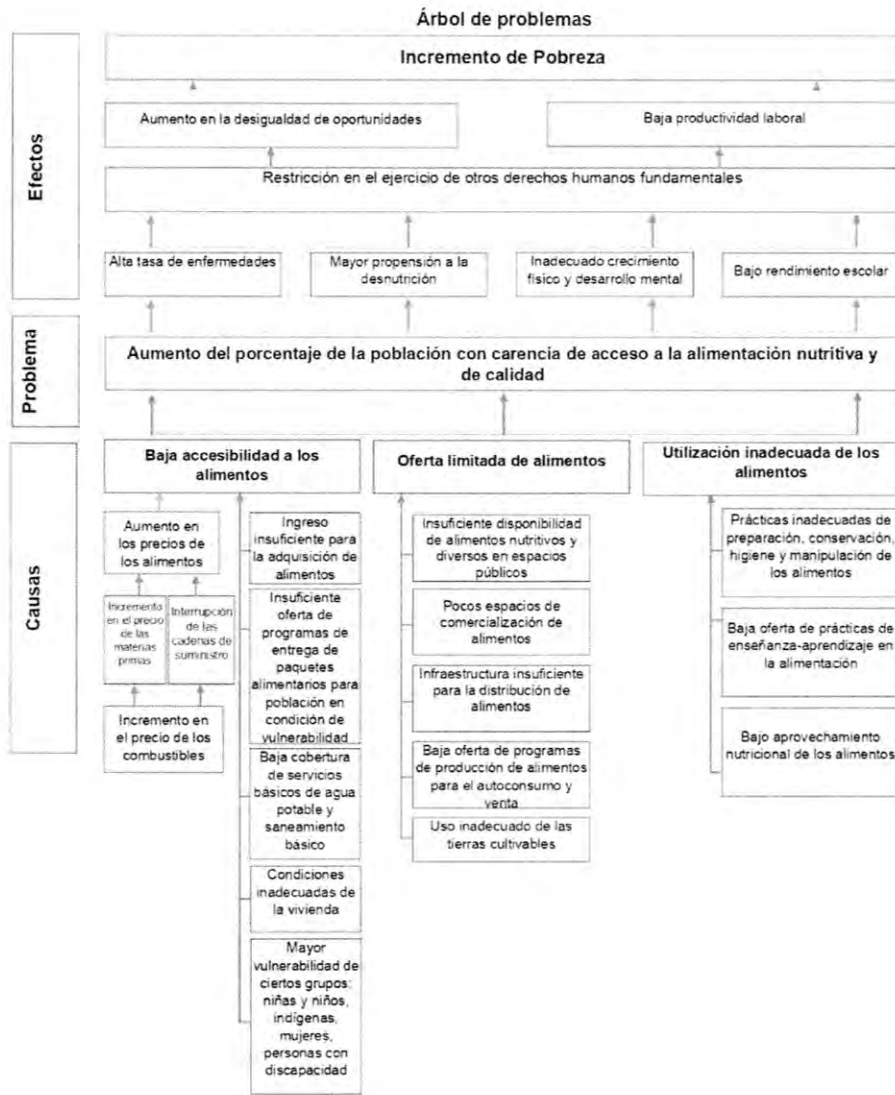 Árbol de problemas
Efectos
Incremento de Pobreza
Aumento en la desigualdad de oportunidades
Baja productividad laboral
Restricción en el ejercicio de otros derechos humanos fundamentales
Alta tasa de enfermedades
Mayor propensión a la
desnutrición
Inadecuado crecimiento
físico y desarrollo mental
Bajo rendimiento escolar
Problema
Aumento del porcentaje de la población con carencia de acceso a la alimentación nutritiva y
de calidad
Causas
Baja accesibilidad a los
alimentos
Aumento en
los precios de
los alimentos
Incremento
en el precio
de las
materias
primas
Interrupción
de las
cadenas de
suministro
Incremento en
el precio de los
combustibles
Ingreso
insuficiente para
la adquisición de
alimentos
Insuficiente
oferta de
programas de
entrega de
paquetes
alimentarios para
población en
condición de
vulnerabilidad
Baja cobertura
de servicios
básicos de agua
potable y
saneamiento
básico
Condiciones
inadecuadas de
la vivienda
Mayor
vulnerabilidad de
ciertos grupos:
niñas y niños,
indígenas,
mujeres,
personas con
discapacidad
Oferta limitada de alimentos
Insuficiente disponibilidad
de alimentos nutritivos y
diversos en espacios
públicos
Pocos espacios de
comercialización de
alimentos
Infraestructura insuficiente
para la distribución de
alimentos
Baja oferta de programas
de producción de alimentos
para el autoconsumo y
venta
Uso inadecuado de las
tierras cultivables
Utilización inadecuada de los
alimentos
Prácticas inadecuadas de
preparación, conservación,
higiene y manipulación de
los alimentos
Baja oferta de prácticas de
enseñanza-aprendizaje en
la alimentación
Bajo aprovechamiento
nutricional de los alimentos